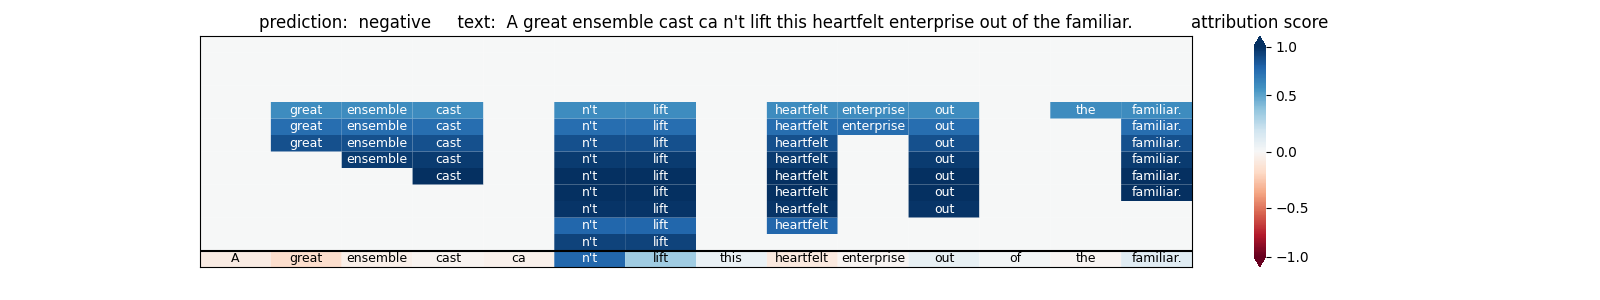 prediction:  negative     text:  A great ensemble cast ca n't lift this heartfelt enterprise out of the familiar.
attribution score
great ensemble cast n't lift heartfelt enterprise out the familiar.
great ensemble cast n't lift heartfelt enterprise out familiar.
great ensemble cast n't lift heartfelt out familiar.
ensemble cast n't lift heartfelt out familiar.
cast n't lift heartfelt out familiar.
n't lift heartfelt out familiar.
n't lift heartfelt out
n't lift heartfelt
n't lift
A great ensemble cast ca n't lift this heartfelt enterprise out of the familiar.
1.0
0.5
0.0
−0.5
−1.0